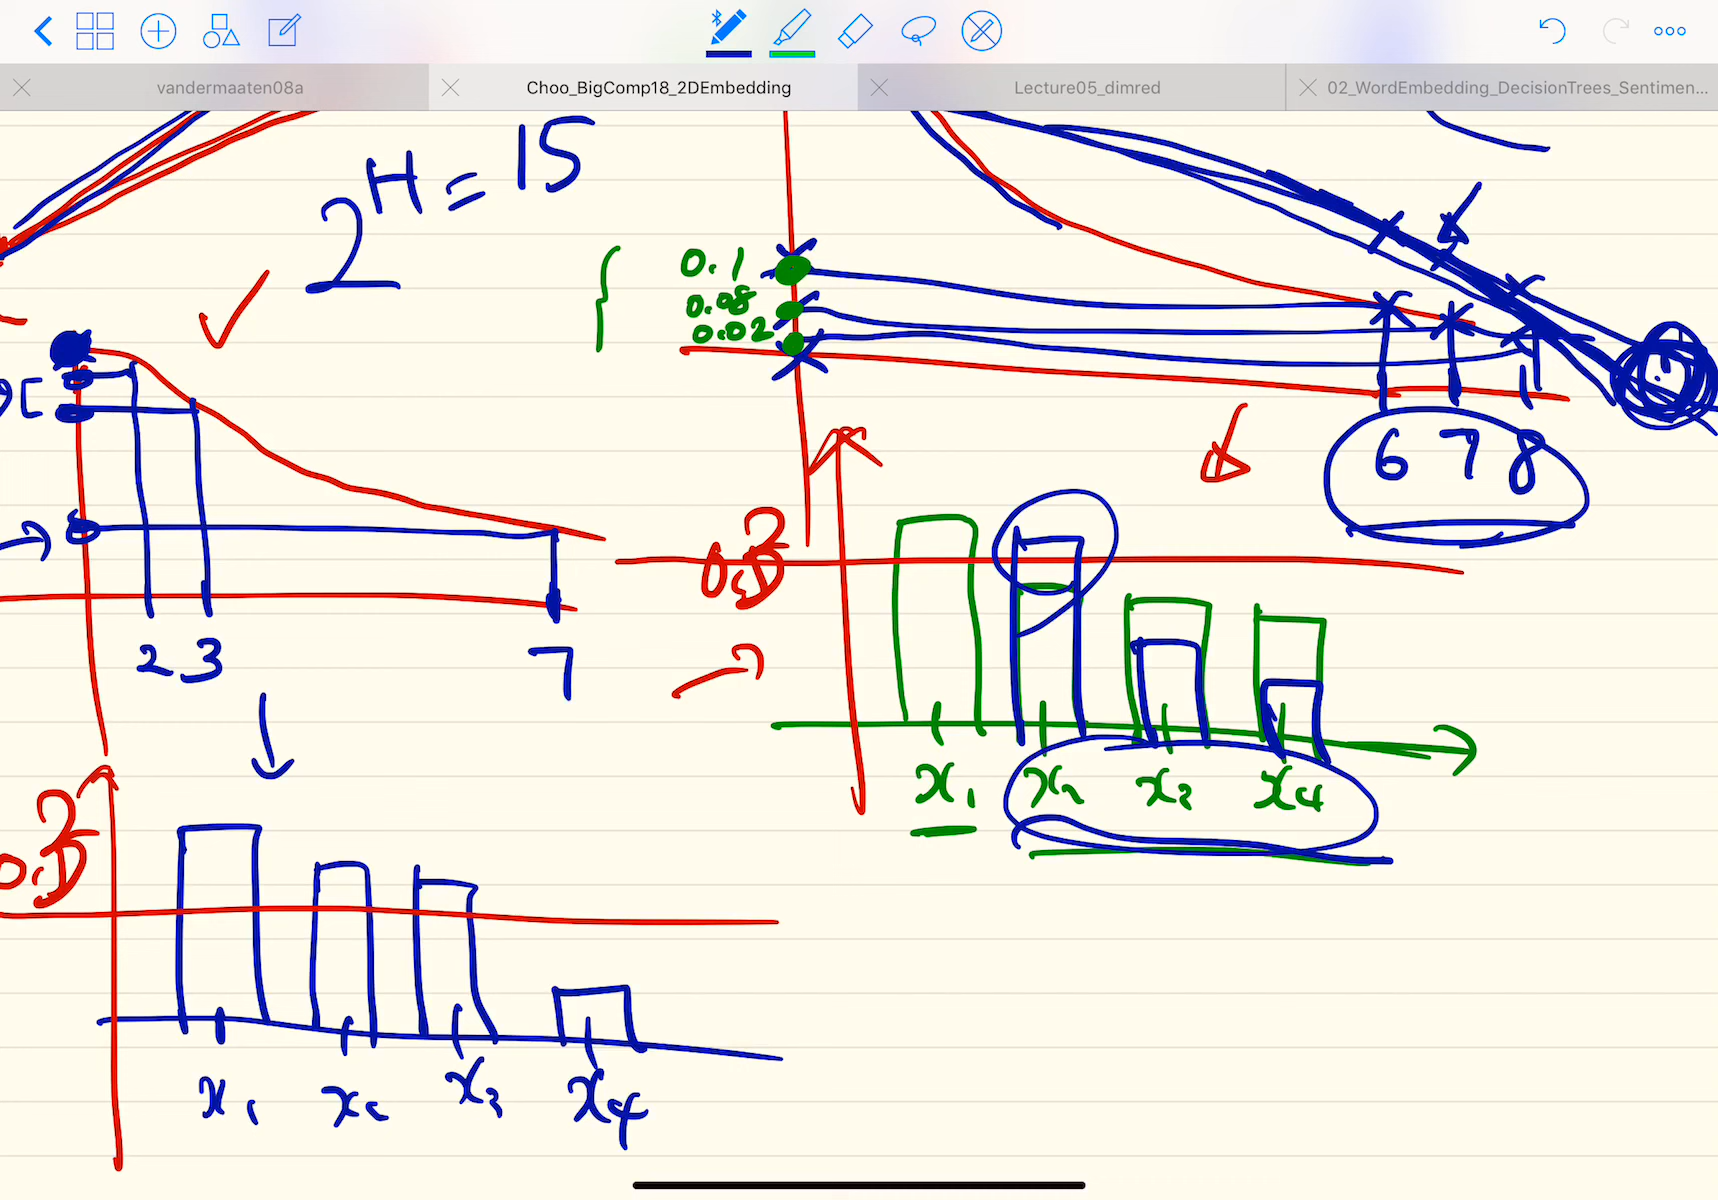 vandermaaten08a
Choo_BigComp18_2DEmbedding
Lecture05_dimred
02_WordEmbedding_DecisionTrees_Sentimen...
2^H = 15
0.1
0.08
0.02
6 7 8
2 3 7
x₁ x₂ x₃ x₄
x₁ x₂ x₃ x₄